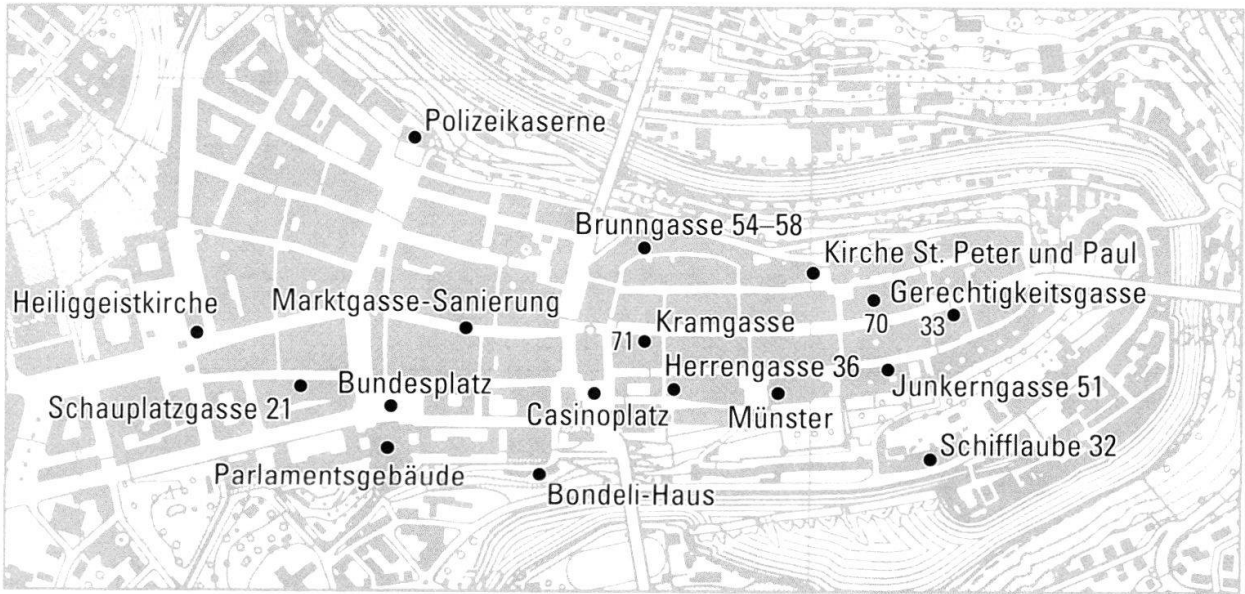 Polizeikaserne
Brunngasse 54–58
Kirche St. Peter und Paul
Heiliggeistkirche
Marktgasse-Sanierung
Gerechtigkeitsgasse
71
Kramgasse
70
33
Herrengasse 36
Schauplatzgasse 21
Bundesplatz
Casinoplatz
Münster
Junkerngasse 51
Parlamentsgebäude
Bondeli-Haus
Schifflaube 32